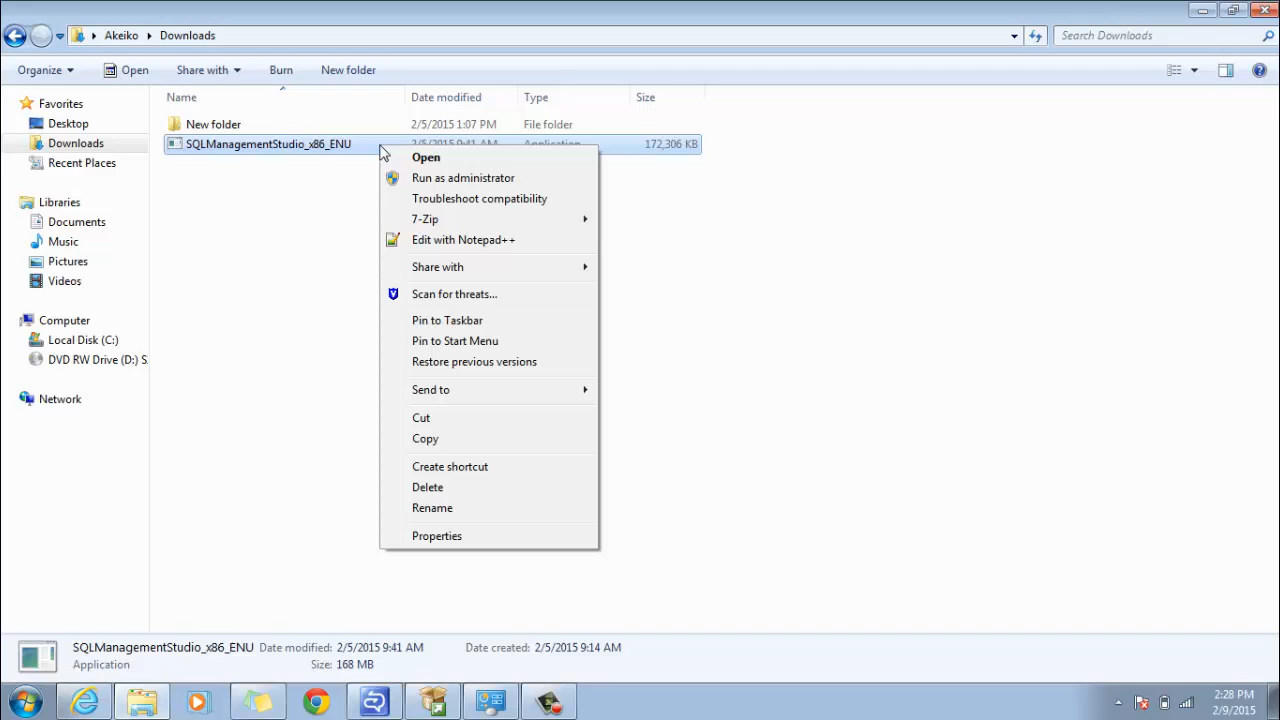 Akeiko Downloads
Search Downloads
Organize Open Share with Burn New folder
Name Date modified Type Size
Favorites
Desktop
Downloads
Recent Places
Libraries
Documents
Music
Pictures
Videos
Computer
Local Disk (C:)
DVD RW Drive (D:) S
Network
New folder 2/5/2015 1:07 PM File folder
SQLManagementStudio_x86_ENU 2/5/2015 9:41 AM Application 172,306 KB
Open
Run as administrator
Troubleshoot compatibility
7-Zip
Edit with Notepad++
Share with
Scan for threats...
Pin to Taskbar
Pin to Start Menu
Restore previous versions
Send to
Cut
Copy
Create shortcut
Delete
Rename
Properties
SQLManagementStudio_x86_ENU Date modified: 2/5/2015 9:41 AM Date created: 2/5/2015 9:14 AM
Application Size: 168 MB
2:28 PM
2/9/2015